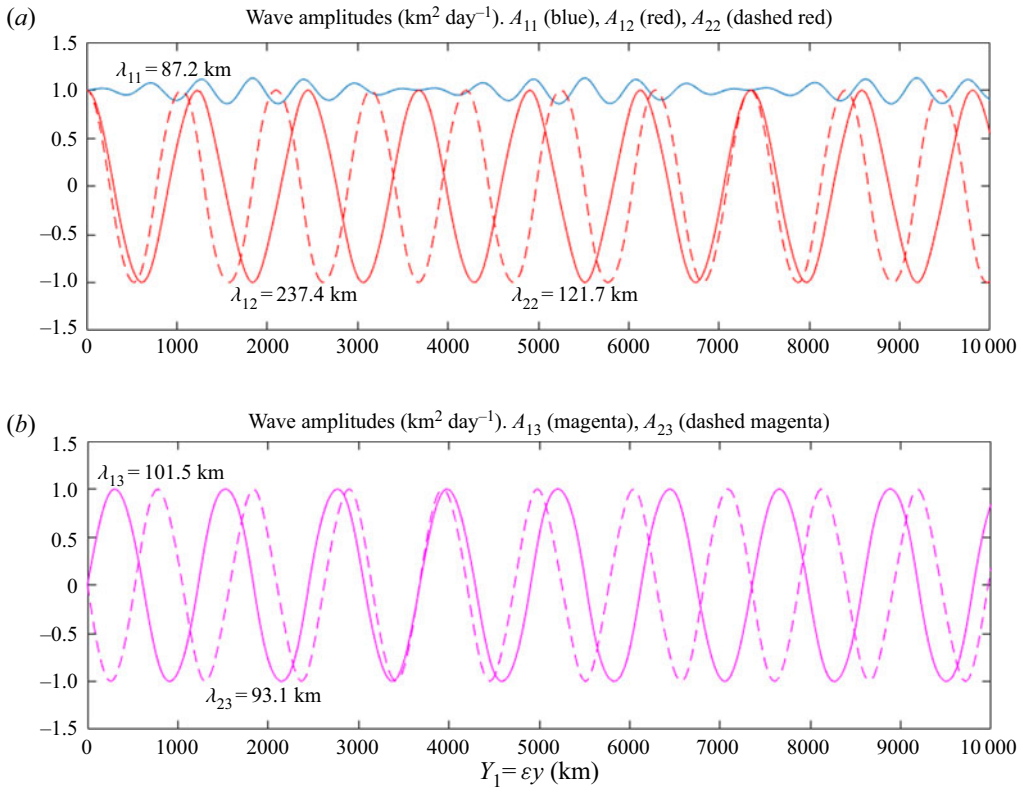 (a)
Wave amplitudes (km² day⁻¹). A₁₁ (blue), A₁₂ (red), A₂₂ (dashed red)
1.5
λ₁₁ = 87.2 km
1.0
0.5
0
–0.5
–1.0
λ₁₂ = 237.4 km λ₂₂ = 121.7 km
–1.5
0 1000 2000 3000 4000 5000 6000 7000 8000 9000 10 000
(b)
Wave amplitudes (km² day⁻¹). A₁₃ (magenta), A₂₃ (dashed magenta)
1.5
λ₁₃ = 101.5 km
1.0
0.5
0
–0.5
–1.0
λ₂₃ = 93.1 km
–1.5
0 1000 2000 3000 4000 5000 6000 7000 8000 9000 10 000
Y₁ = εy (km)